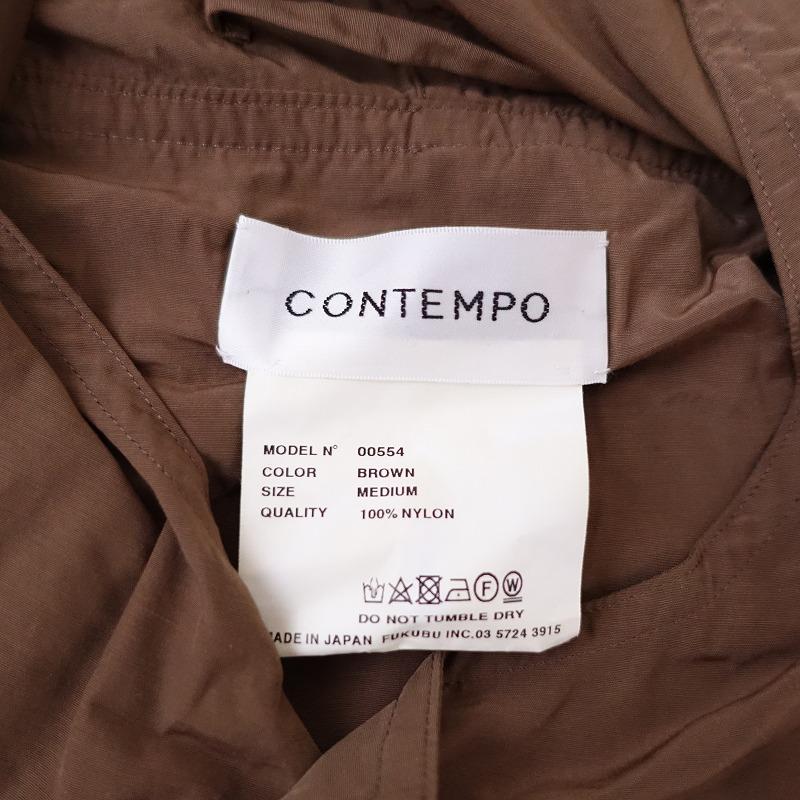 CONTEMPO
MODEL N° 00554
COLOR BROWN
SIZE MEDIUM
QUALITY 100% NYLON
F W
DO NOT TUMBLE DRY
MADE IN JAPAN FUKUBU INC.03 5724 3915